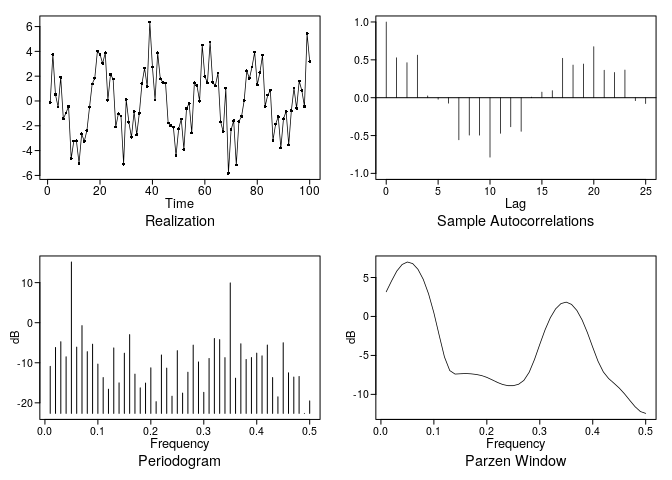 6
4
2
0
-2
-4
-6
0 20 40 60 80 100
Time
Realization
1.0
0.5
0.0
-0.5
-1.0
0 5 10 15 20 25
Lag
Sample Autocorrelations
10
0
-10
-20
dB
0.0 0.1 0.2 0.3 0.4 0.5
Frequency
Periodogram
5
0
-5
-10
dB
0.0 0.1 0.2 0.3 0.4 0.5
Frequency
Parzen Window